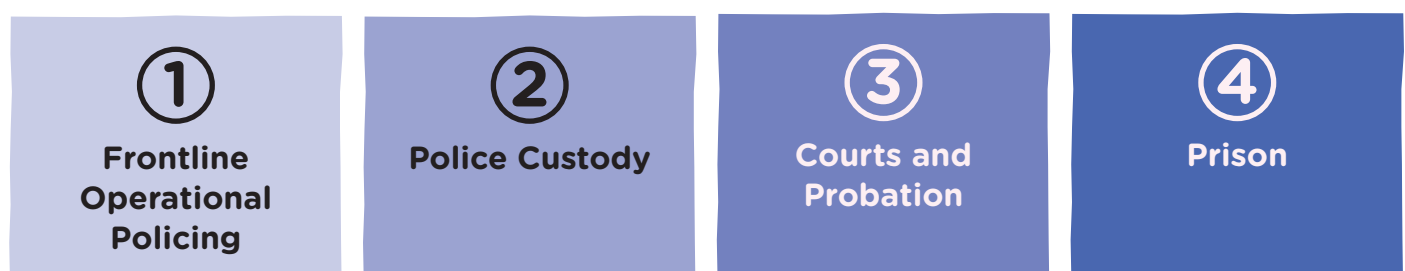 1
Frontline
Operational
Policing
2
Police Custody
3
Courts and
Probation
4
Prison